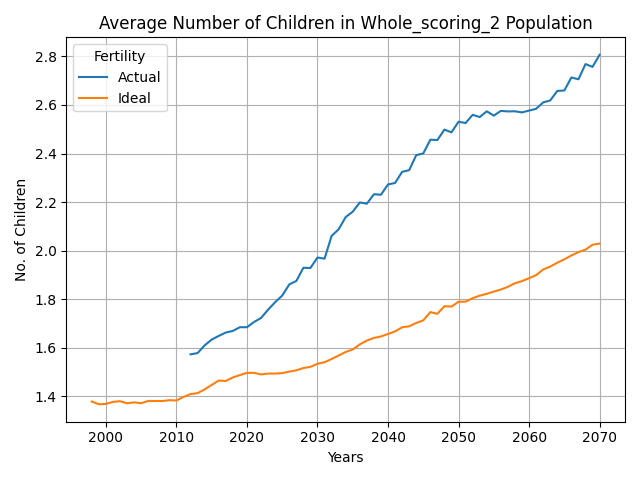 Average Number of Children in Whole_scoring_2 Population
Fertility
Actual
Ideal
No. of Children
2.8
2.6
2.4
2.2
2.0
1.8
1.6
1.4
2000 2010 2020 2030 2040 2050 2060 2070
Years